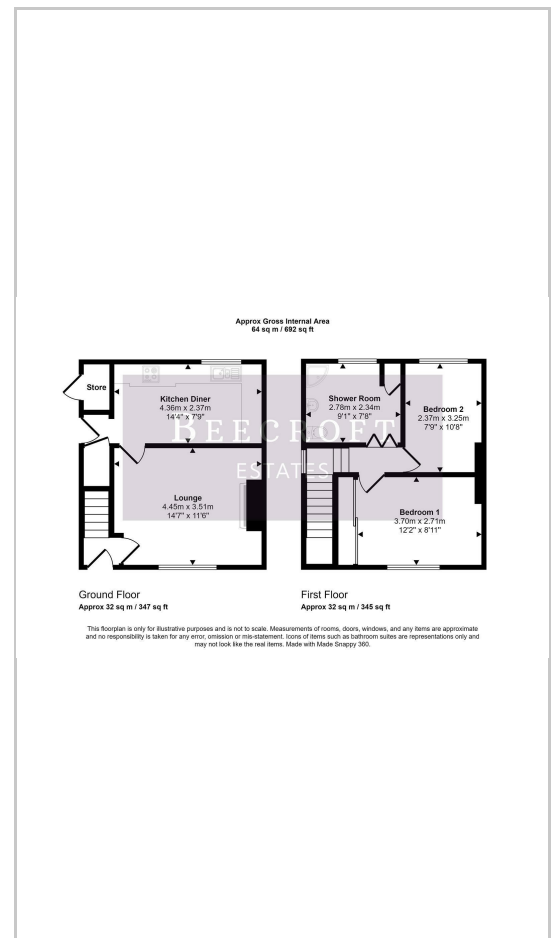 Approx Gross Internal Area
64 sq m / 692 sq ft
Store
Kitchen Diner
4.36m x 2.37m
14'4" x 7'9"
Lounge
4.45m x 3.51m
14'7" x 11'6"
Shower Room
2.78m x 2.34m
9'1" x 7'8"
Bedroom 2
2.37m x 3.25m
7'9" x 10'8"
Bedroom 1
3.70m x 2.71m
12'2" x 8'11"
BEECROFT
ESTATES
Ground Floor
Approx 32 sq m / 347 sq ft
First Floor
Approx 32 sq m / 345 sq ft
This floorplan is only for illustrative purposes and is not to scale. Measurements of rooms, doors, windows, and any items are approximate
and no responsibility is taken for any error, omission or mis-statement. Icons of items such as bathroom suites are representations only and
may not look like the real items. Made with Made Snappy 360.